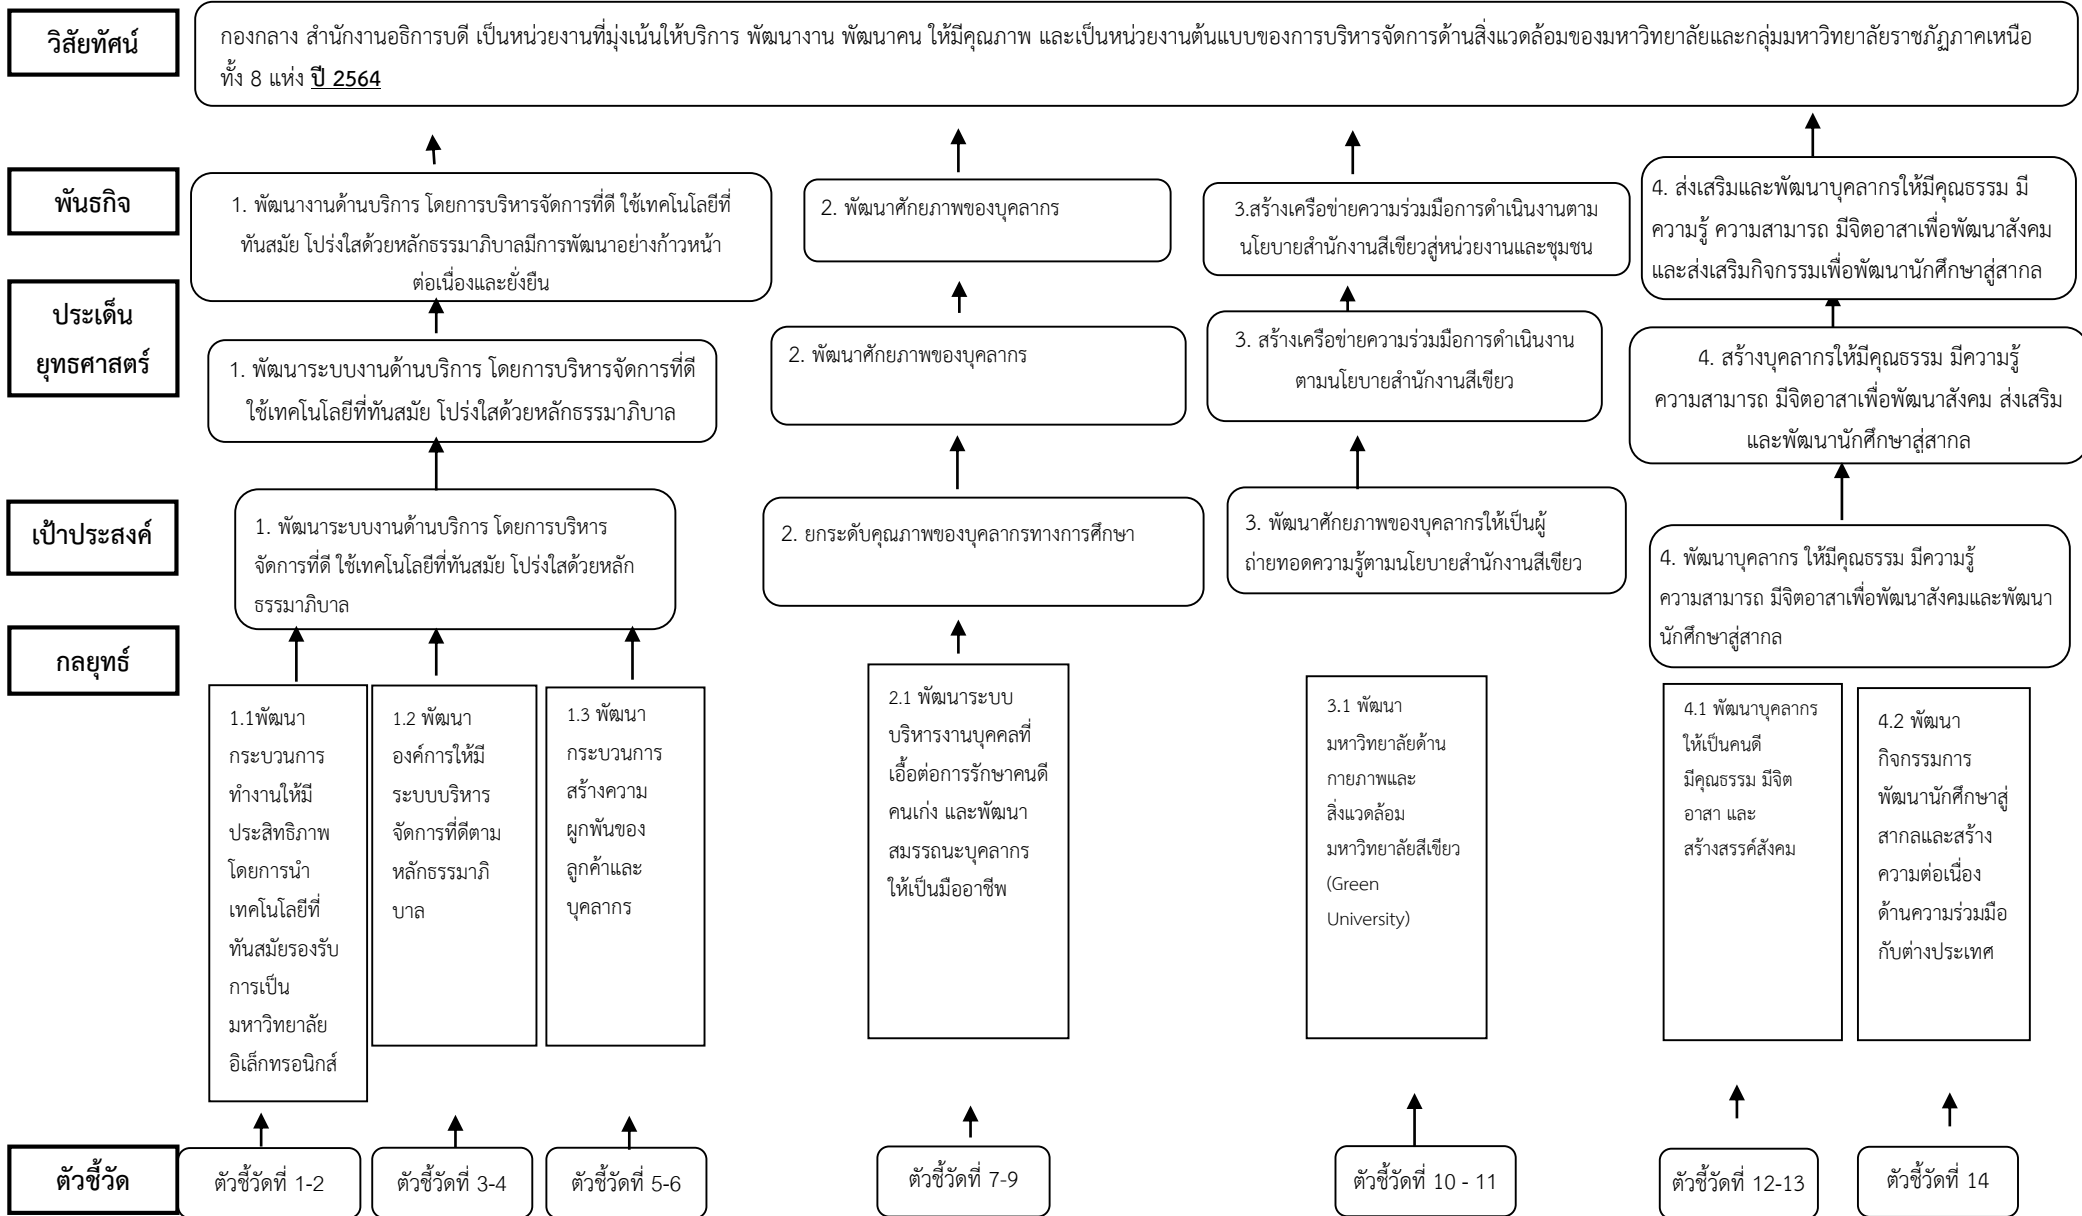 วิสัยทัศน์
กองกลาง สำนักงานอธิการบดี เป็นหน่วยงานที่มุ่งเน้นให้บริการ พัฒนางาน พัฒนาคน ให้มีคุณภาพ และเป็นหน่วยงานต้นแบบของการบริหารจัดการด้านสิ่งแวดล้อมของมหาวิทยาลัยและกลุ่มมหาวิทยาลัยราชภัฏภาคเหนือ
ทั้ง 8 แห่ง ปี 2564
พันธกิจ
1. พัฒนางานด้านบริการ โดยการบริหารจัดการที่ดี ใช้เทคโนโลยีที่
ทันสมัย โปร่งใสด้วยหลักธรรมาภิบาลมีการพัฒนาอย่างก้าวหน้า
ต่อเนื่องและยั่งยืน
2. พัฒนาศักยภาพของบุคลากร
3.สร้างเครือข่ายความร่วมมือการดำเนินงานตาม
นโยบายสำนักงานสีเขียวสู่หน่วยงานและชุมชน
4. ส่งเสริมและพัฒนาบุคลากรให้มีคุณธรรม มี
ความรู้ ความสามารถ มีจิตอาสาเพื่อพัฒนาสังคม
และส่งเสริมกิจกรรมเพื่อพัฒนานักศึกษาสู่สากล
ประเด็น
ยุทธศาสตร์
1. พัฒนาระบบงานด้านบริการ โดยการบริหารจัดการที่ดี
ใช้เทคโนโลยีที่ทันสมัย โปร่งใสด้วยหลักธรรมาภิบาล
2. พัฒนาศักยภาพของบุคลากร
3. สร้างเครือข่ายความร่วมมือการดำเนินงาน
ตามนโยบายสำนักงานสีเขียว
4. สร้างบุคลากรให้มีคุณธรรม มีความรู้
ความสามารถ มีจิตอาสาเพื่อพัฒนาสังคม ส่งเสริม
และพัฒนานักศึกษาสู่สากล
เป้าประสงค์
1. พัฒนาระบบงานด้านบริการ โดยการบริหาร
จัดการที่ดี ใช้เทคโนโลยีที่ทันสมัย โปร่งใสด้วยหลัก
ธรรมาภิบาล
2. ยกระดับคุณภาพของบุคลากรทางการศึกษา
3. พัฒนาศักยภาพของบุคลากรให้เป็นผู้
ถ่ายทอดความรู้ตามนโยบายสำนักงานสีเขียว
4. พัฒนาบุคลากร ให้มีคุณธรรม มีความรู้
ความสามารถ มีจิตอาสาเพื่อพัฒนาสังคมและพัฒนา
นักศึกษาสู่สากล
กลยุทธ์
1.1พัฒนา
กระบวนการ
ทำงานให้มี
ประสิทธิภาพ
โดยการนำ
เทคโนโลยีที่
ทันสมัยรองรับ
การเป็น
มหาวิทยาลัย
อิเล็กทรอนิกส์
1.2 พัฒนา
องค์การให้มี
ระบบบริหาร
จัดการที่ดีตาม
หลักธรรมาภิ
บาล
1.3 พัฒนา
กระบวนการ
สร้างความ
ผูกพันของ
ลูกค้าและ
บุคลากร
2.1 พัฒนาระบบ
บริหารงานบุคคลที่
เอื้อต่อการรักษาคนดี
คนเก่ง และพัฒนา
สมรรถนะบุคลากร
ให้เป็นมืออาชีพ
3.1 พัฒนา
มหาวิทยาลัยด้าน
กายภาพและ
สิ่งแวดล้อม
มหาวิทยาลัยสีเขียว
(Green
University)
4.1 พัฒนาบุคลากร
ให้เป็นคนดี
มีคุณธรรม มีจิต
อาสา และ
สร้างสรรค์สังคม
4.2 พัฒนา
กิจกรรมการ
พัฒนานักศึกษาสู่
สากลและสร้าง
ความต่อเนื่อง
ด้านความร่วมมือ
กับต่างประเทศ
ตัวชี้วัด
ตัวชี้วัดที่ 1-2
ตัวชี้วัดที่ 3-4
ตัวชี้วัดที่ 5-6
ตัวชี้วัดที่ 7-9
ตัวชี้วัดที่ 10 - 11
ตัวชี้วัดที่ 12-13
ตัวชี้วัดที่ 14